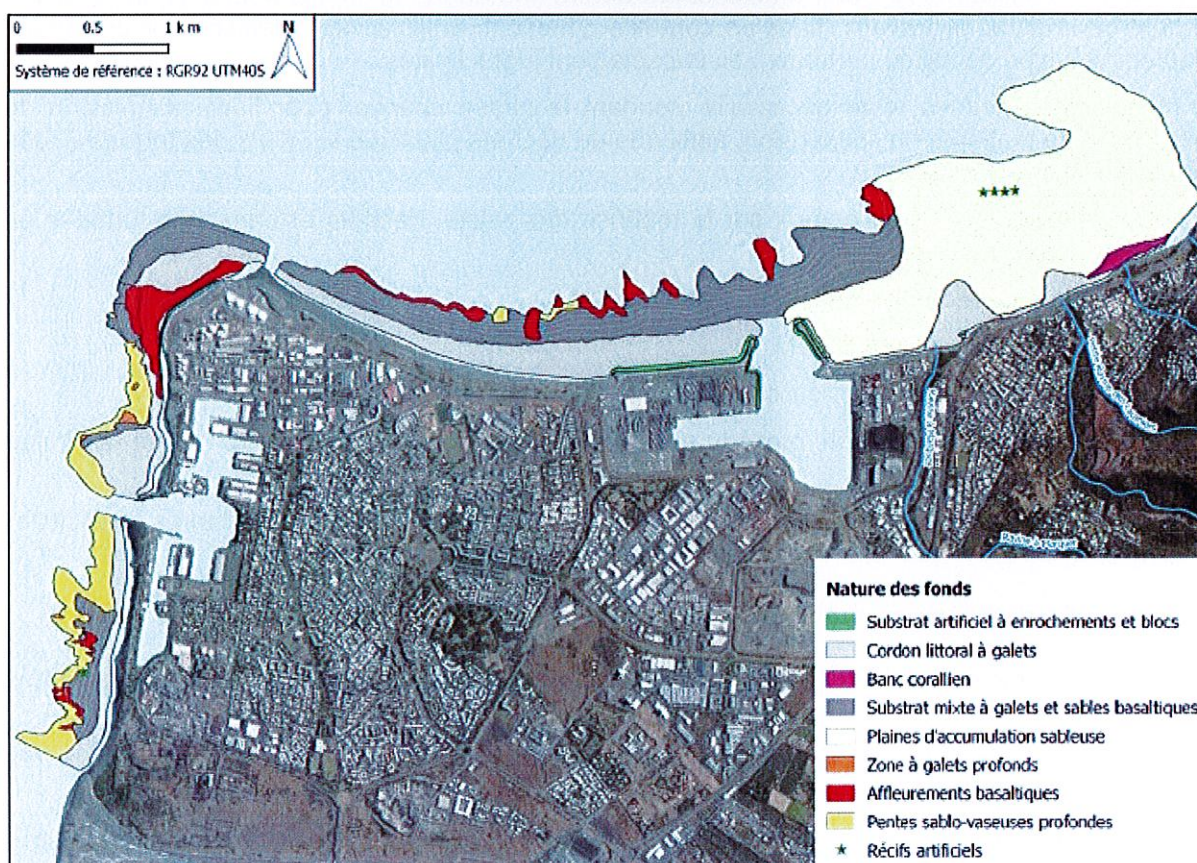 0 0.5 1 km
N
Système de référence : RGR92 UTM40S
Nature des fonds
Substrat artificiel à enrochements et blocs
Cordon littoral à galets
Banc corallien
Substrat mixte à galets et sables basaltiques
Plaines d'accumulation sableuse
Zone à galets profonds
Affleurements basaltiques
Pentes sablo-vaseuses profondes
Récifs artificiels